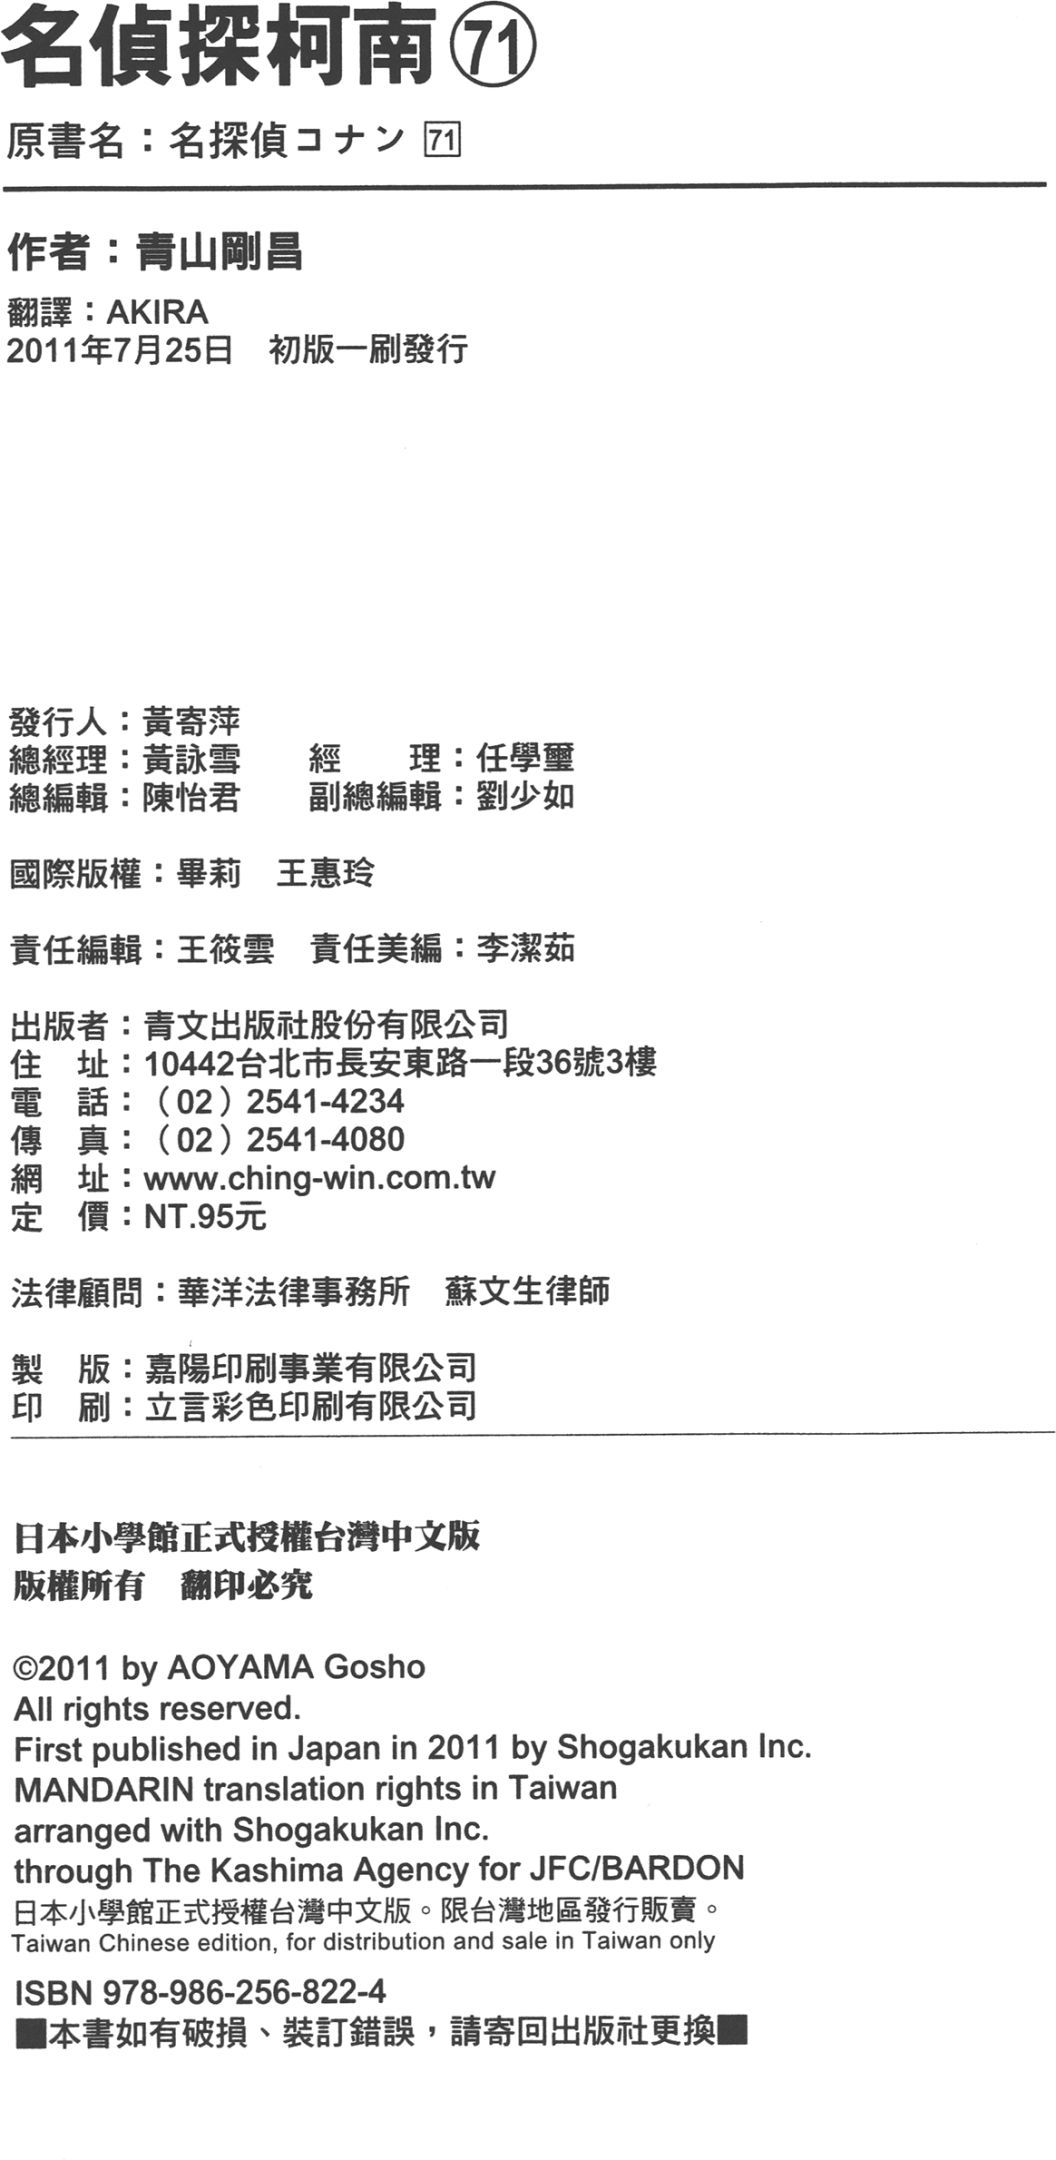 名偵探柯南71
原書名：名探偵コナン 71
作者：青山剛昌
翻譯：AKIRA
2011年7月25日　初版一刷發行
發行人：黃寄萍
總經理：黃詠雪　　經　　理：任學璽
總編輯：陳怡君　　副總編輯：劉少如
國際版權：畢莉　王惠玲
責任編輯：王筱雲　責任美編：李潔茹
出版者：青文出版社股份有限公司
住　址：10442台北市長安東路一段36號3樓
電　話：（02）2541-4234
傳　真：（02）2541-4080
網　址：www.ching-win.com.tw
定　價：NT.95元
法律顧問：華洋法律事務所　蘇文生律師
製　版：嘉陽印刷事業有限公司
印　刷：立言彩色印刷有限公司
日本小學館正式授權台灣中文版
版權所有　翻印必究
©2011 by AOYAMA Gosho
All rights reserved.
First published in Japan in 2011 by Shogakukan Inc.
MANDARIN translation rights in Taiwan
arranged with Shogakukan Inc.
through The Kashima Agency for JFC/BARDON
日本小學館正式授權台灣中文版。限台灣地區發行販賣。
Taiwan Chinese edition, for distribution and sale in Taiwan only
ISBN 978-986-256-822-4
■本書如有破損、裝訂錯誤，請寄回出版社更換■